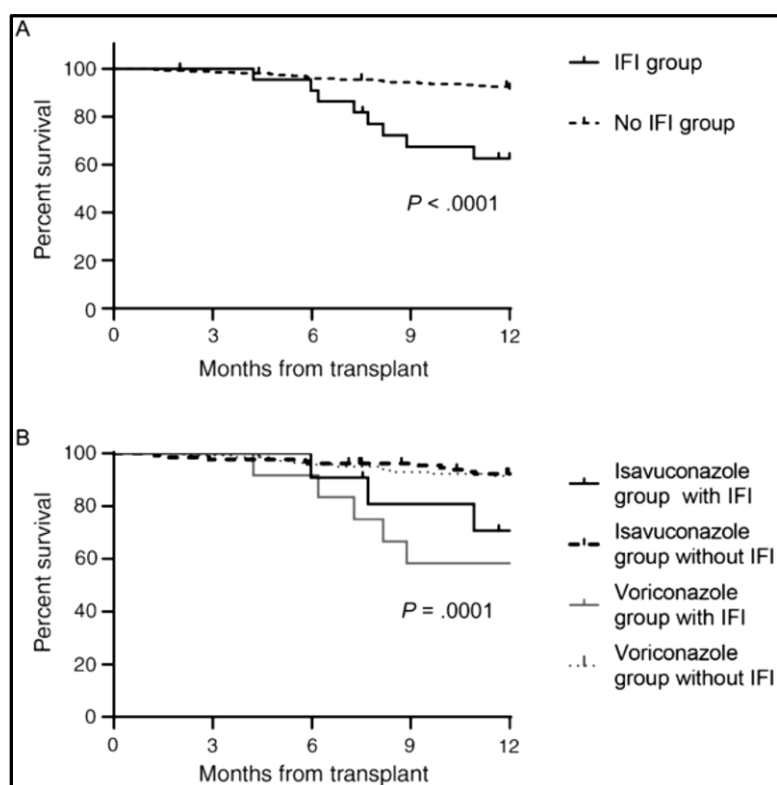 A
100
80
60
40
20
0
Percent survival
0 3 6 9 12
Months from transplant
P < .0001
IFI group
No IFI group
B
100
80
60
40
20
0
Percent survival
0 3 6 9 12
Months from transplant
P = .0001
Isavuconazole
group with IFI
Isavuconazole
group without IFI
Voriconazole
group with IFI
Voriconazole
group without IFI